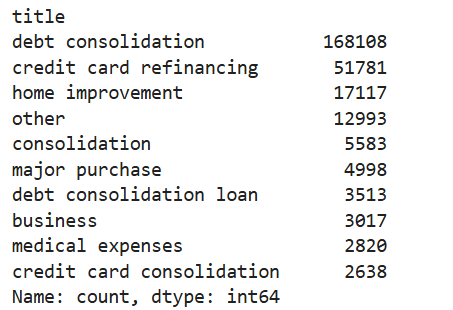 title
debt consolidation 168108
credit card refinancing 51781
home improvement 17117
other 12993
consolidation 5583
major purchase 4998
debt consolidation loan 3513
business 3017
medical expenses 2820
credit card consolidation 2638
Name: count, dtype: int64